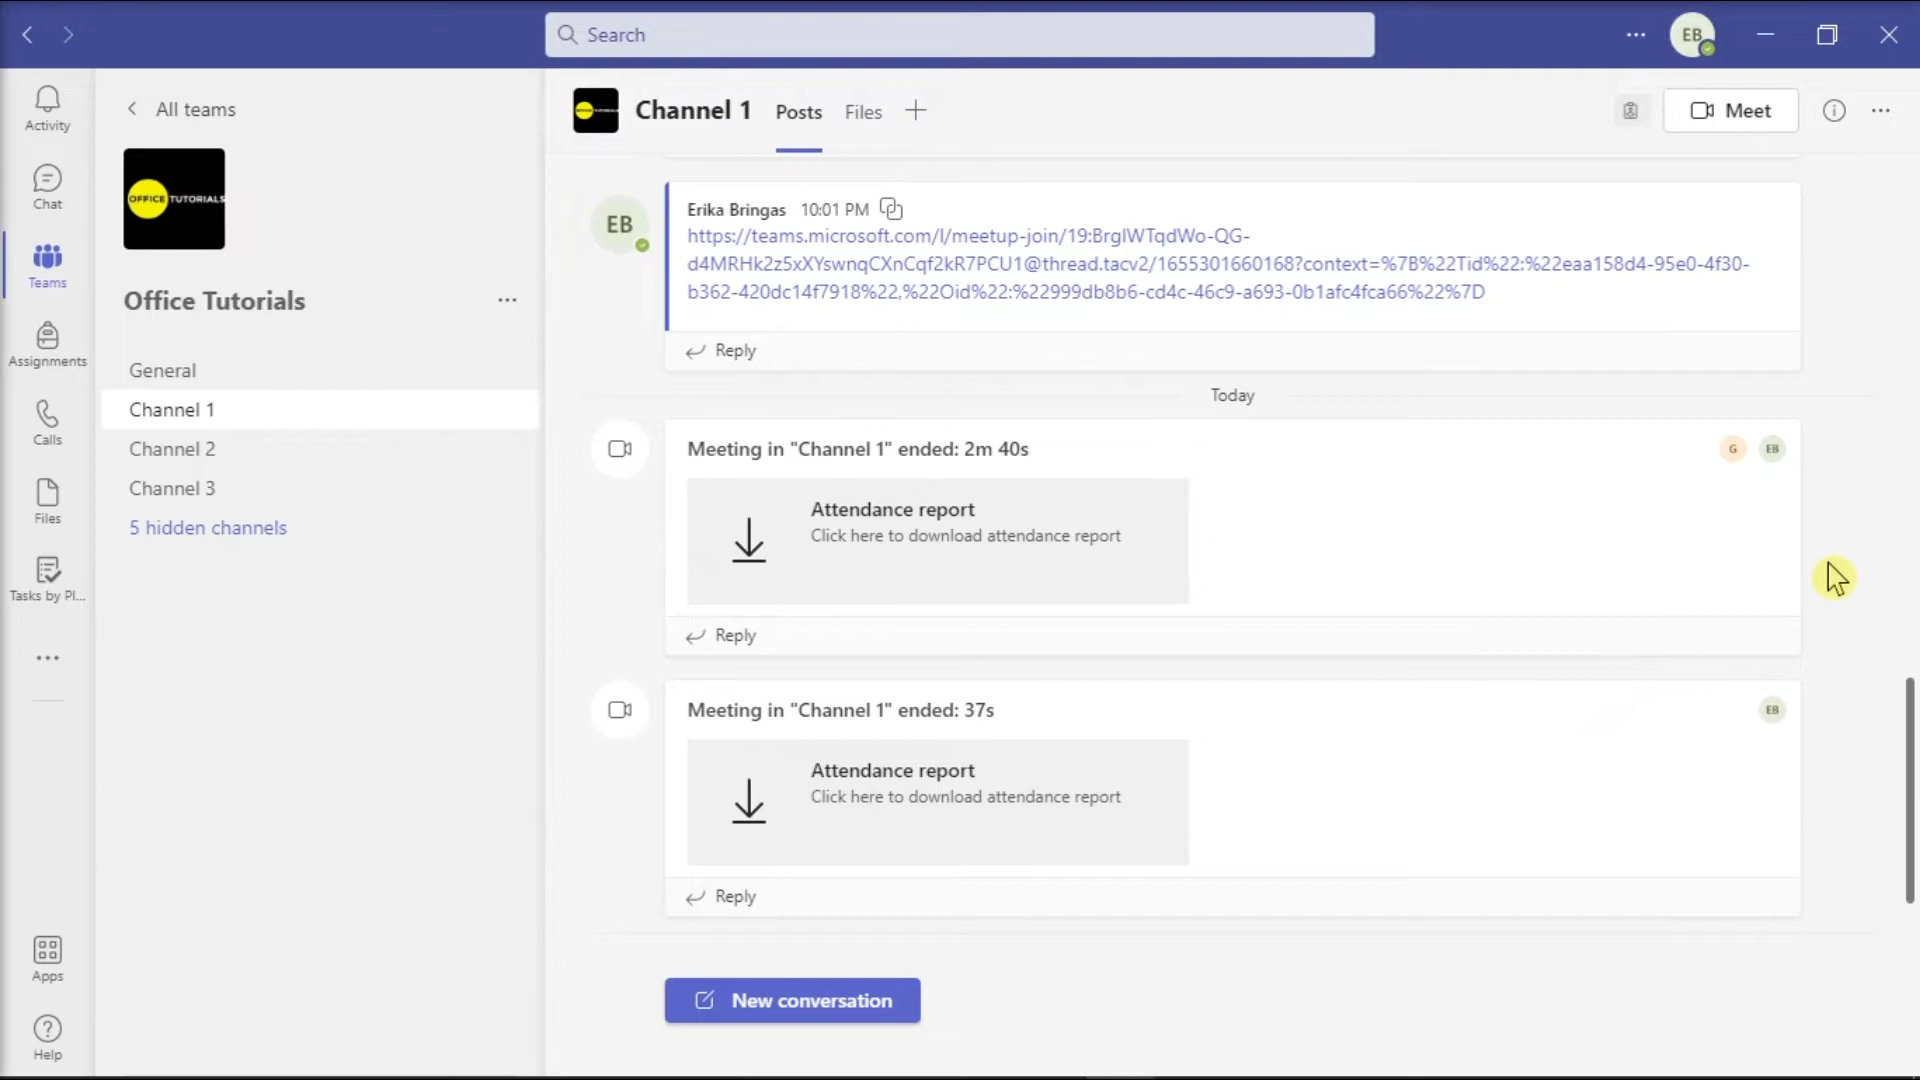 Search
EB
Activity
Chat
Teams
Assignments
Calls
Files
Tasks by Pl...
Apps
Help
All teams
OFFICE TUTORIALS
Office Tutorials
General
Channel 1
Channel 2
Channel 3
5 hidden channels
Channel 1 Posts Files
Meet
EB
Erika Bringas 10:01 PM
https://teams.microsoft.com/l/meetup-join/19:BrglWTqdWo-QG-
d4MRHk2z5xXYswnqCXnCqf2kR7PCU1@thread.tacv2/1655301660168?context=%7B%22Tid%22:%22eaa158d4-95e0-4f30-
b362-420dc14f7918%22,%22Oid%22:%22999db8b6-cd4c-46c9-a693-0b1afc4fca66%22%7D
Reply
Today
Meeting in "Channel 1" ended: 2m 40s
G EB
Attendance report
Click here to download attendance report
Reply
Meeting in "Channel 1" ended: 37s
EB
Attendance report
Click here to download attendance report
Reply
New conversation